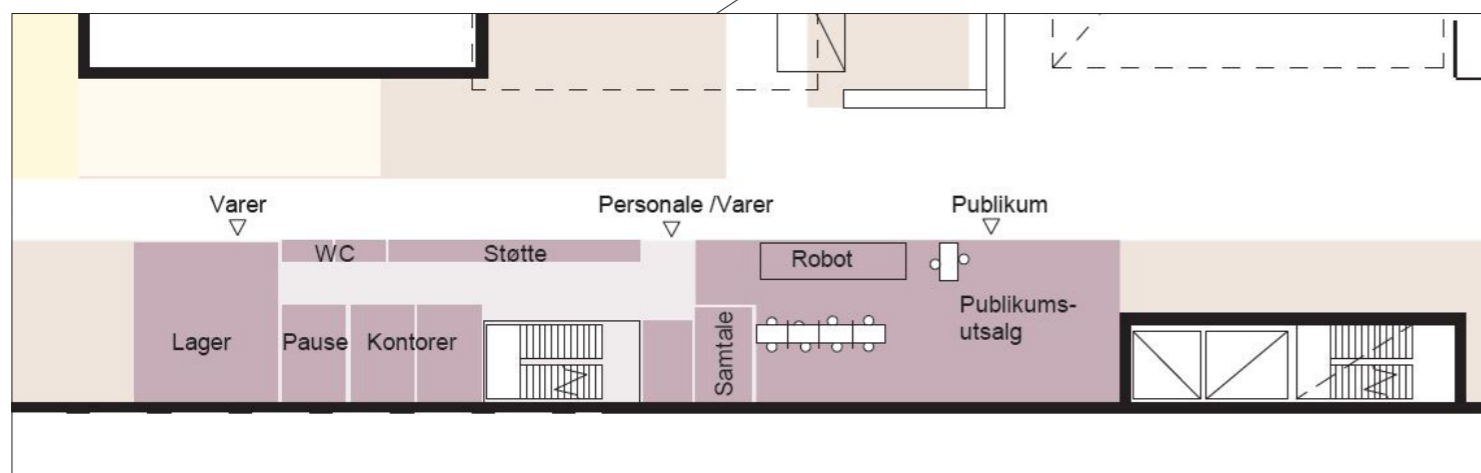 Varer
Personale /Varer
Publikum
WC
Støtte
Robot
Publikums-
utsalg
Lager
Pause
Kontorer
Samtale